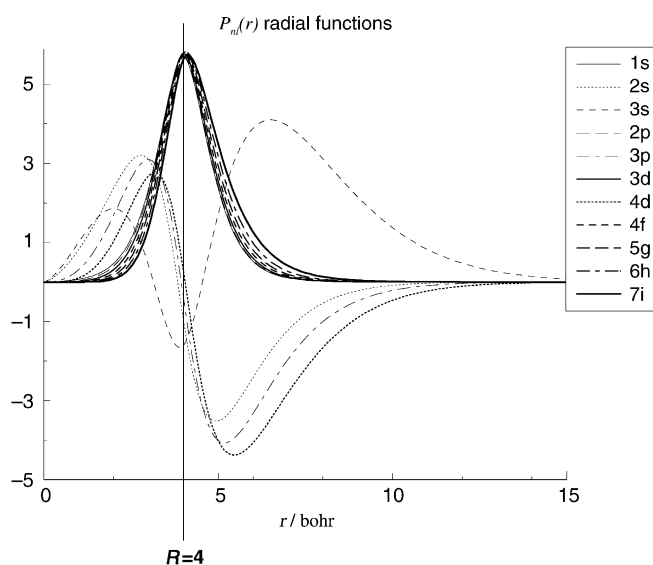 P_nl(r) radial functions
5
3
1
−1
−3
−5
0
5
10
15
r / bohr
R=4
1s
2s
3s
2p
3p
3d
4d
4f
5g
6h
7i